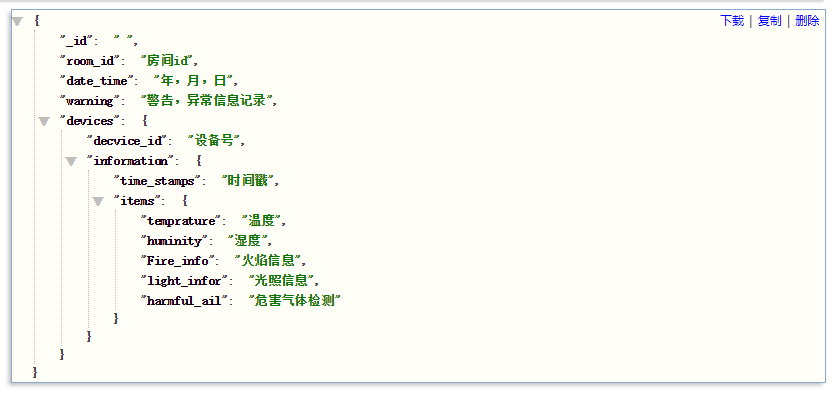 下载 | 复制 | 删除
{
"_id": " ",
"room_id": "房间id",
"date_time": "年，月，日",
"warning": "警告，异常信息记录",
"devices": {
"decvice_id": "设备号",
"information": {
"time_stamps": "时间戳",
"items": {
"temprature": "温度",
"huminity": "湿度",
"Fire_info": "火焰信息",
"light_infor": "光照信息",
"harmful_ail": "危害气体检测"
}
}
}
}